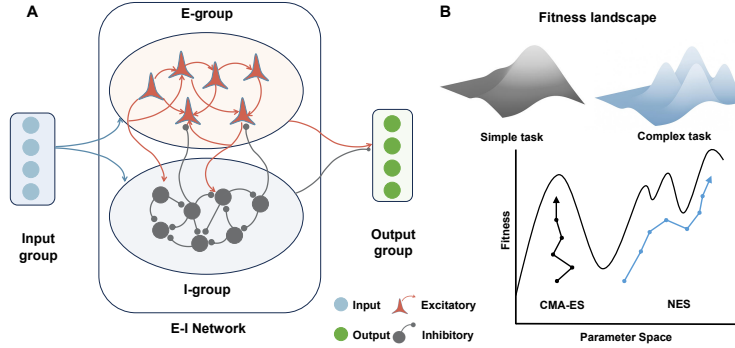 A
E-group
Input
group
I-group
E-I Network
Output
group
Input
Excitatory
Output
Inhibitory
B
Fitness landscape
Simple task
Complex task
Fitness
CMA-ES
NES
Parameter Space